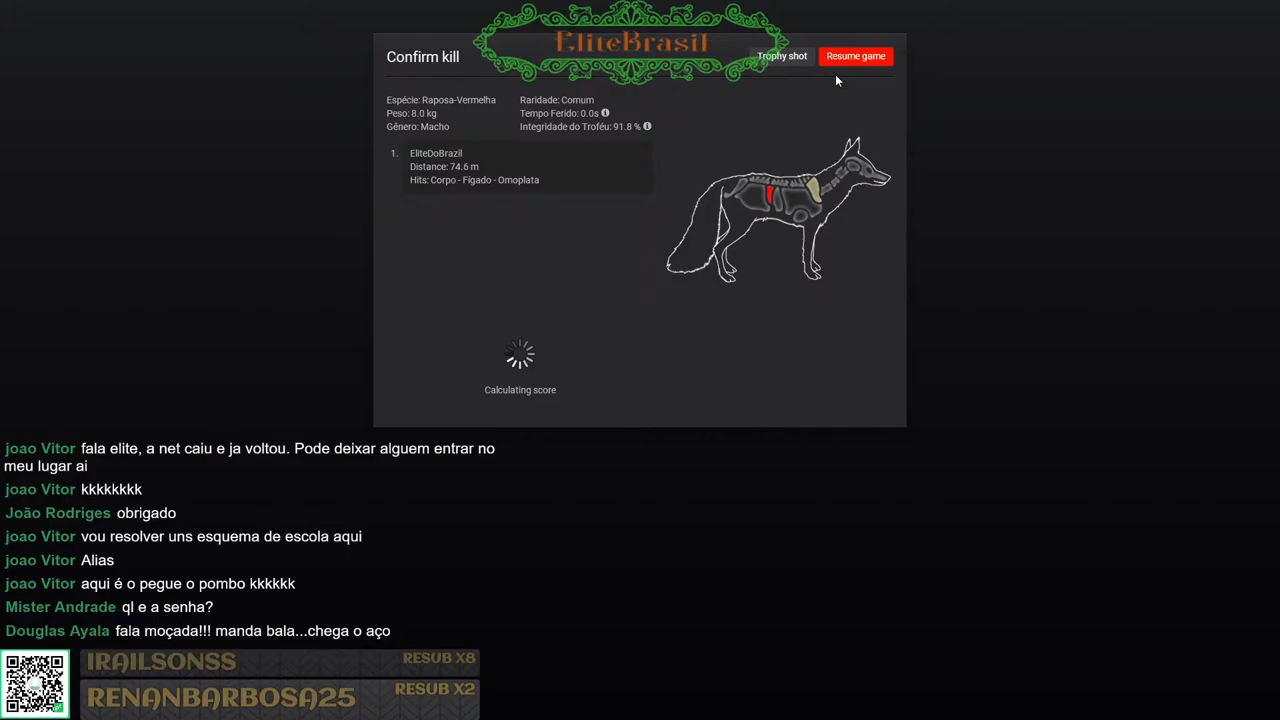 EliteBrasil
Confirm kill
Trophy shot
Resume game
Espécie: Raposa-Vermelha
Raridade: Comum
Peso: 8.0 kg
Tempo Ferido: 0.0s
Gênero: Macho
Integridade do Troféu: 91.8 %
1. EliteDoBrazil
Distance: 74.6 m
Hits: Corpo - Fígado - Omoplata
Calculating score
joao Vitor fala elite, a net caiu e ja voltou. Pode deixar alguem entrar no
meu lugar ai
joao Vitor kkkkkkkk
João Rodriges obrigado
joao Vitor vou resolver uns esquema de escola aqui
joao Vitor Alias
joao Vitor aqui é o pegue o pombo kkkkkk
Mister Andrade ql e a senha?
Douglas Ayala fala moçada!!! manda bala...chega o aço
IRAILSONSS RESUB X8
RENANBARBOSA25 RESUB X2